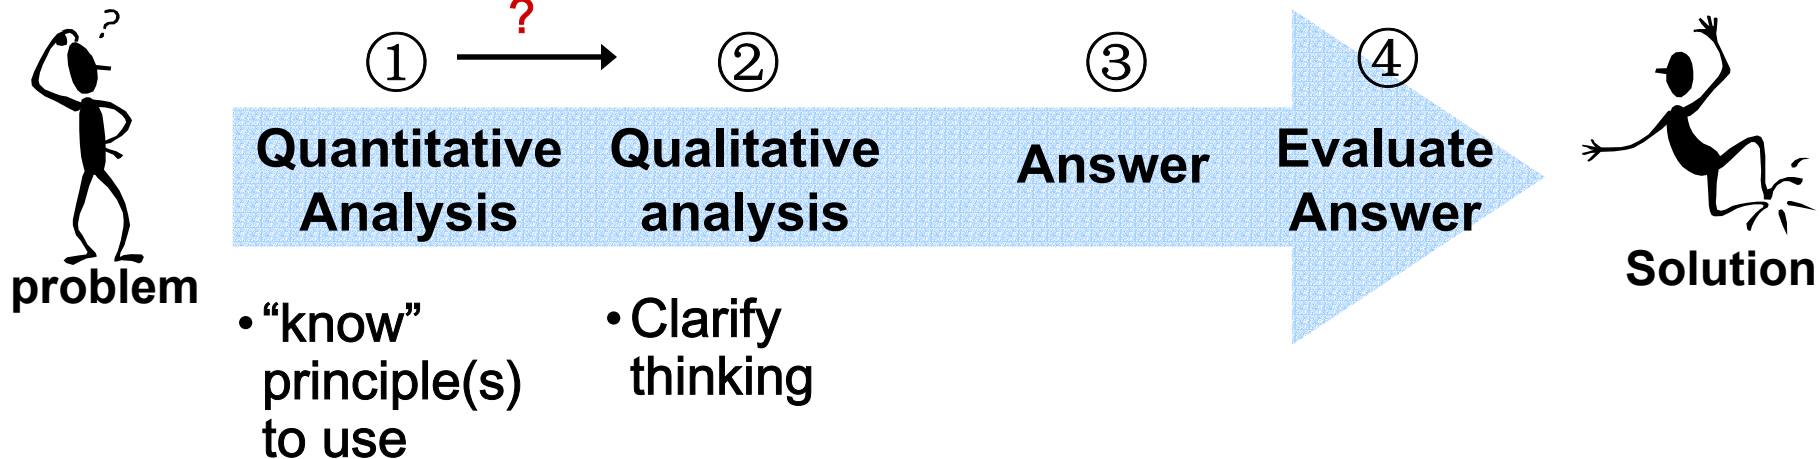 ?
?
① ② ③ ④
Quantitative
Analysis
Qualitative
analysis
Answer
Evaluate
Answer
problem
Solution
• “know”
principle(s)
to use
• Clarify
thinking